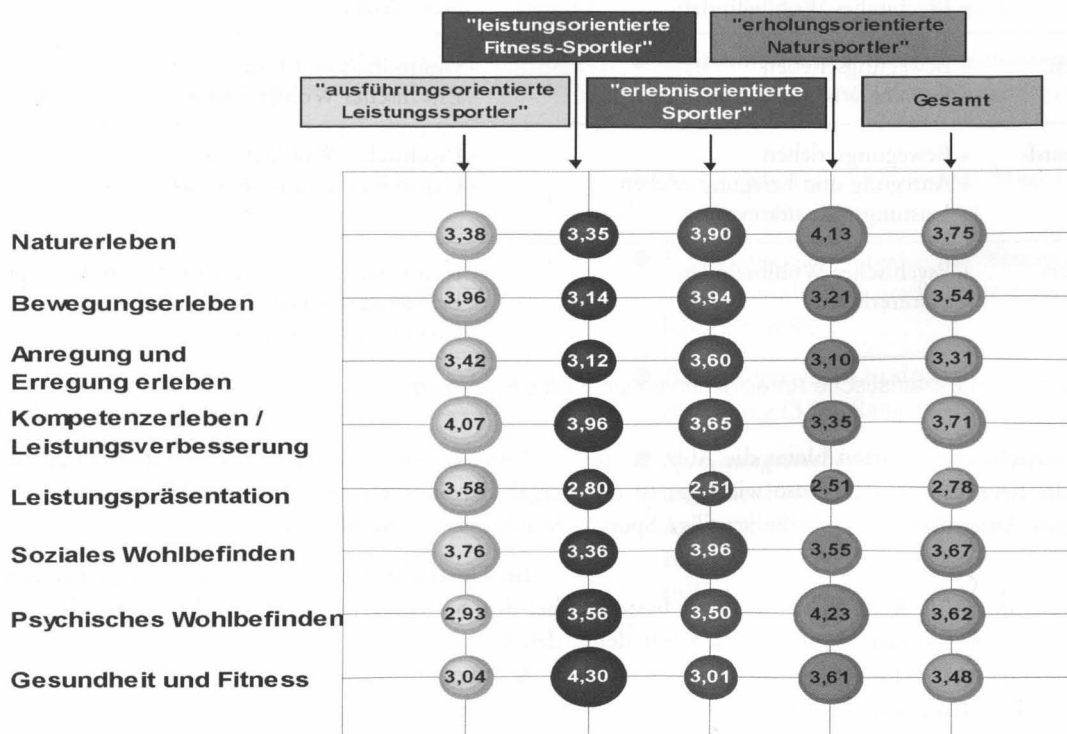 "leistungsorientierte
Fitness-Sportler"
"erholungsorientierte
Natursportler"
"ausführungsorientierte
Leistungssportler"
"erlebnisorientierte
Sportler"
Gesamt
Naturerleben 3,38 3,35 3,90 4,13 3,75
Bewegungserleben 3,96 3,14 3,94 3,21 3,54
Anregung und
Erregung erleben 3,42 3,12 3,60 3,10 3,31
Kompetenzerleben /
Leistungsverbesserung 4,07 3,96 3,65 3,35 3,71
Leistungspräsentation 3,58 2,80 2,51 2,51 2,78
Soziales Wohlbefinden 3,76 3,36 3,96 3,55 3,67
Psychisches Wohlbefinden 2,93 3,56 3,50 4,23 3,62
Gesundheit und Fitness 3,04 4,30 3,01 3,61 3,48